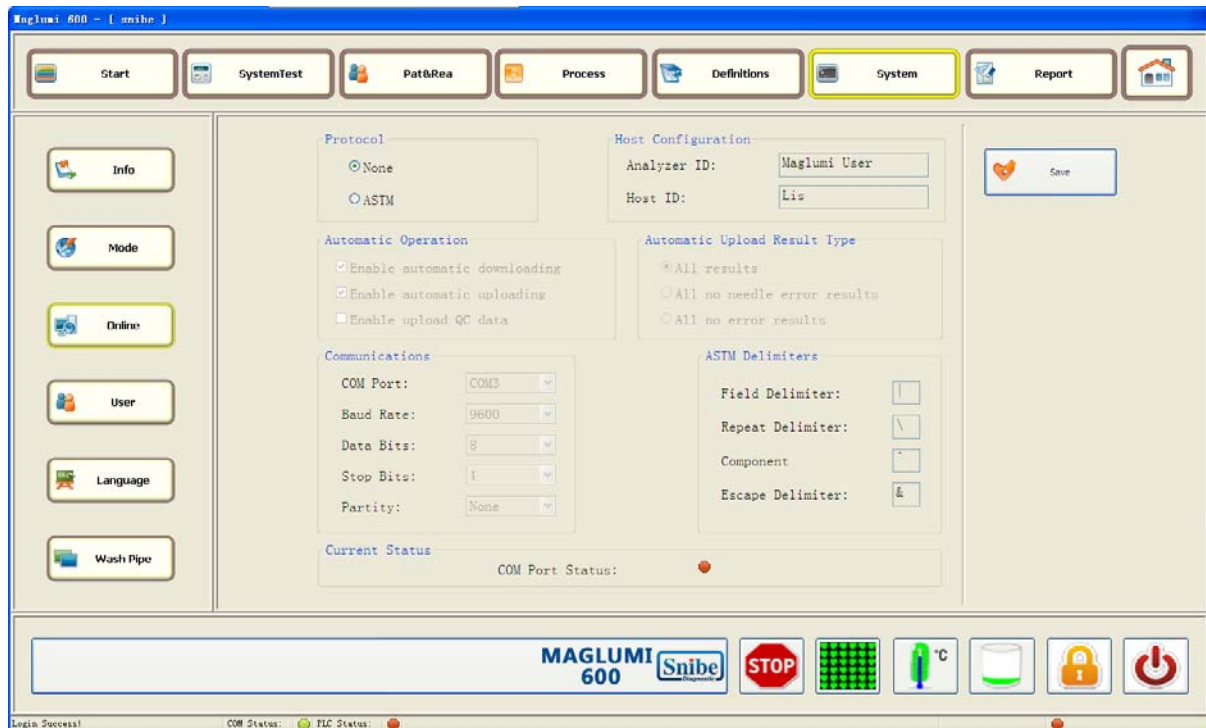 Maglumi 600 - [ snibe ]
Start SystemTest Pat&Rea Process Definitions System Report
Info
Mode
Online
User
Language
Wash Pipe
Protocol
None
ASTM
Host Configuration
Analyzer ID: Maglumi User
Host ID: Lis
Save
Automatic Operation
Enable automatic downloading
Enable automatic uploading
Enable upload QC data
Automatic Upload Result Type
All results
All no needle error results
All no error results
Communications
COM Port: COM3
Baud Rate: 9600
Data Bits: 8
Stop Bits: 1
Partity: None
ASTM Delimiters
Field Delimiter: |
Repeat Delimiter: \
Component ^
Escape Delimiter: &
Current Status
COM Port Status:
MAGLUMI
600
Snibe
Diagnostic
STOP
°C
Login Success! COM Status: PLC Status: